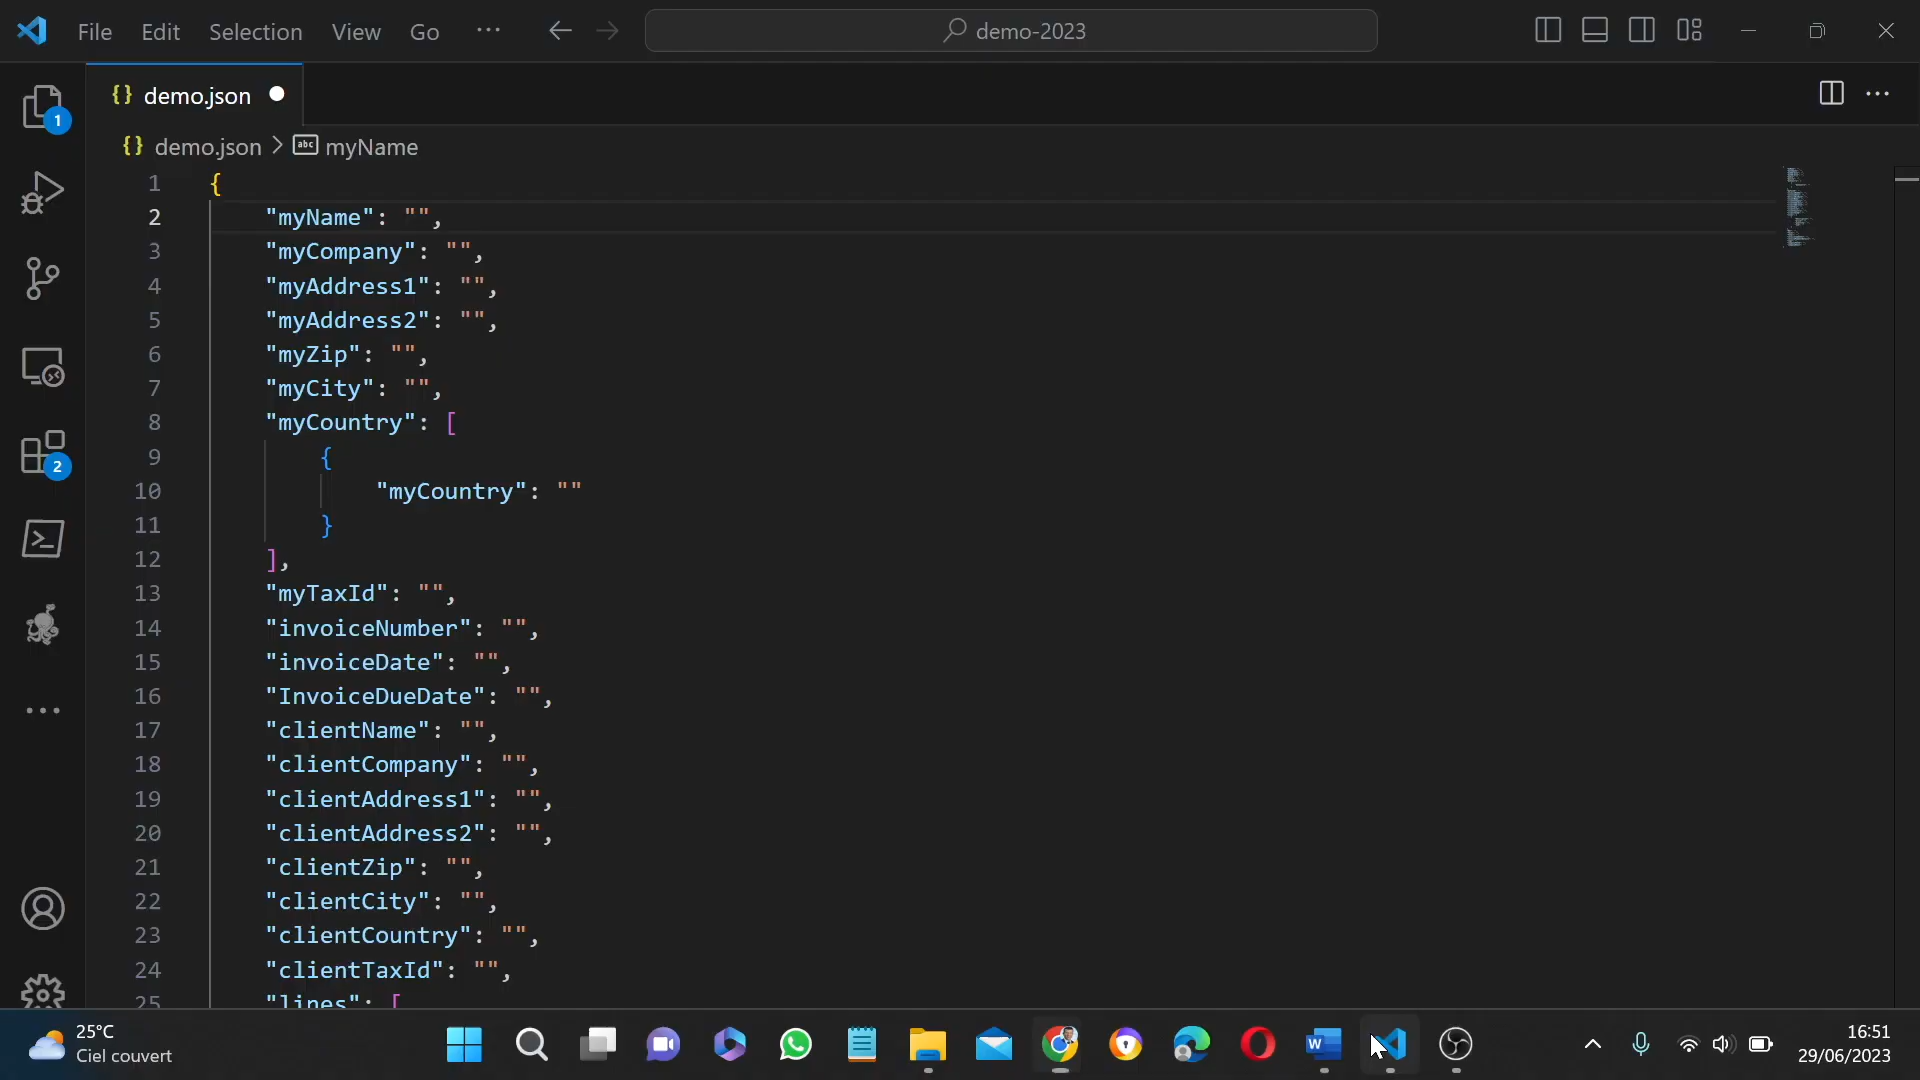 File Edit Selection View Go ... demo-2023
{} demo.json
{} demo.json > abc myName
1 {
2 "myName": "",
3 "myCompany": "",
4 "myAddress1": "",
5 "myAddress2": "",
6 "myZip": "",
7 "myCity": "",
8 "myCountry": [
9 {
10 "myCountry": ""
11 }
12 ],
13 "myTaxId": "",
14 "invoiceNumber": "",
15 "invoiceDate": "",
16 "InvoiceDueDate": "",
17 "clientName": "",
18 "clientCompany": "",
19 "clientAddress1": "",
20 "clientAddress2": "",
21 "clientZip": "",
22 "clientCity": "",
23 "clientCountry": "",
24 "clientTaxId": "",
25 "lines": [
1
2
25°C
Ciel couvert
W
16:51
29/06/2023